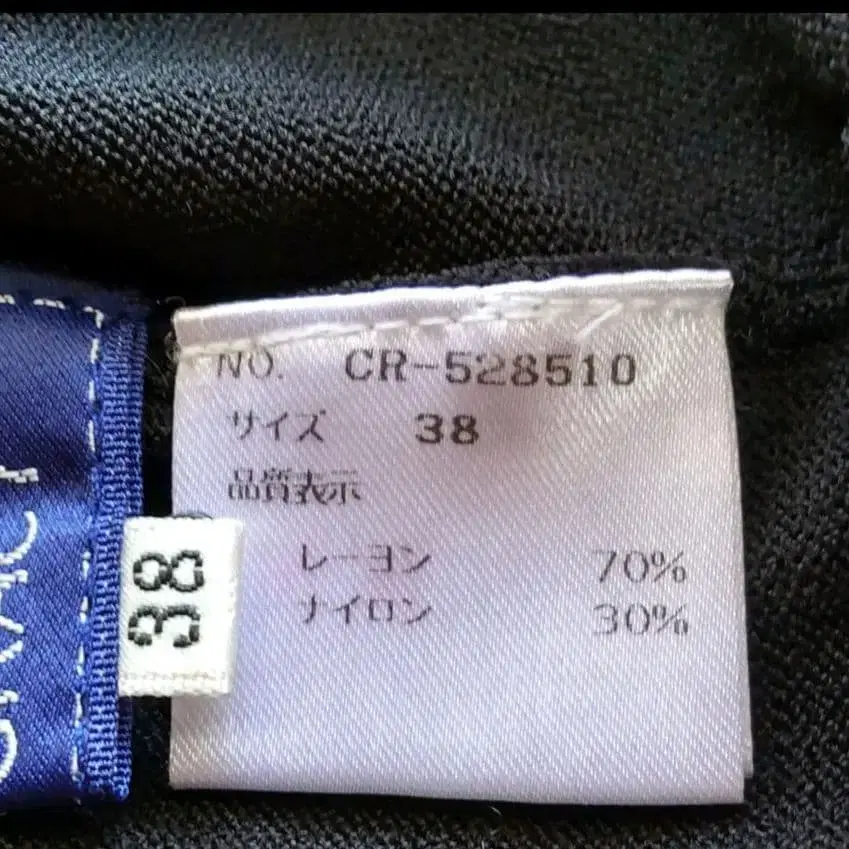 NO. CR-528510
サイズ 38
品質表示
レーヨン 70%
ナイロン 30%
38